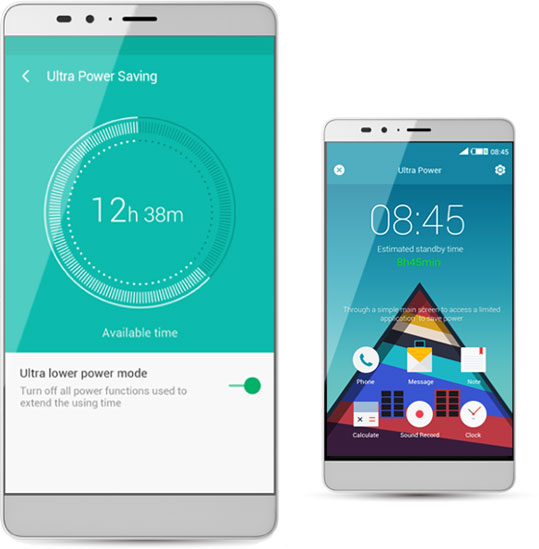 Ultra Power Saving
12h 38m
Available time
Ultra lower power mode
Turn off all power functions used to
extend the using time
08:45
Ultra Power
08:45
Estimated standby time
8h45min
Through a simple main screen to access a limited
application to save power
Phone
Message
Note
Calculate
Sound Record
Clock